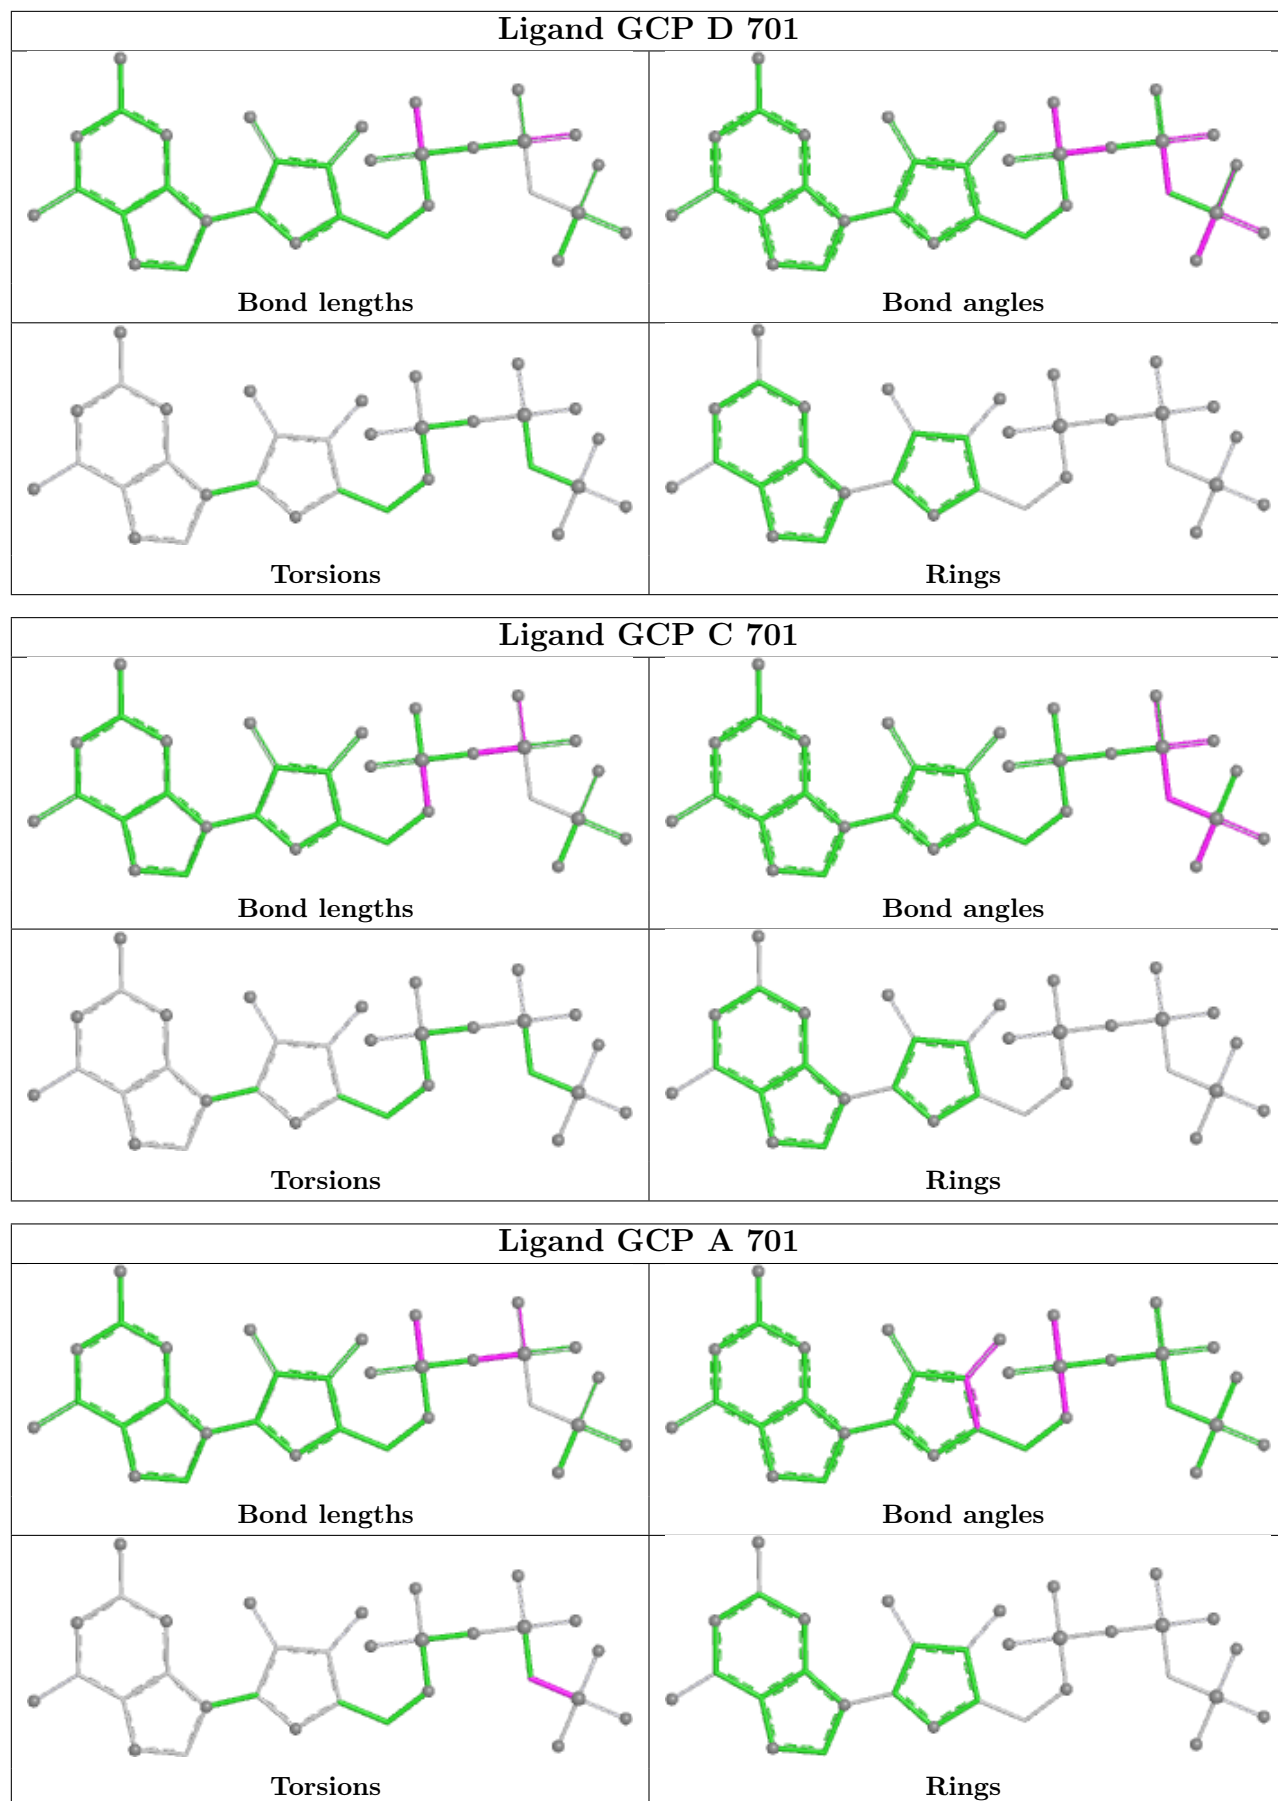 Ligand GCP D 701
Bond lengths
Bond angles
Torsions
Rings
Ligand GCP C 701
Bond lengths
Bond angles
Torsions
Rings
Ligand GCP A 701
Bond lengths
Bond angles
Torsions
Rings